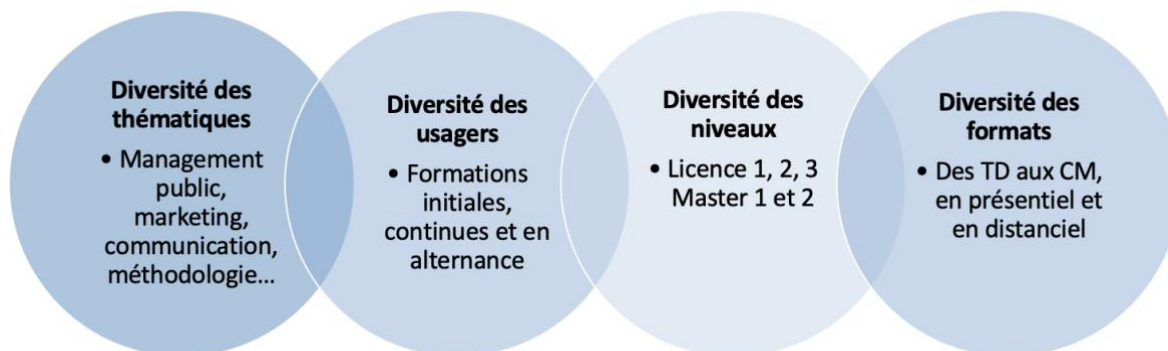 Diversité des
thématiques
• Management
public,
marketing,
communication,
méthodologie...
Diversité des
usagers
• Formations
initiales,
continues et en
alternance
Diversité des
niveaux
• Licence 1, 2, 3
Master 1 et 2
Diversité des
formats
• Des TD aux CM,
en présentiel et
en distanciel